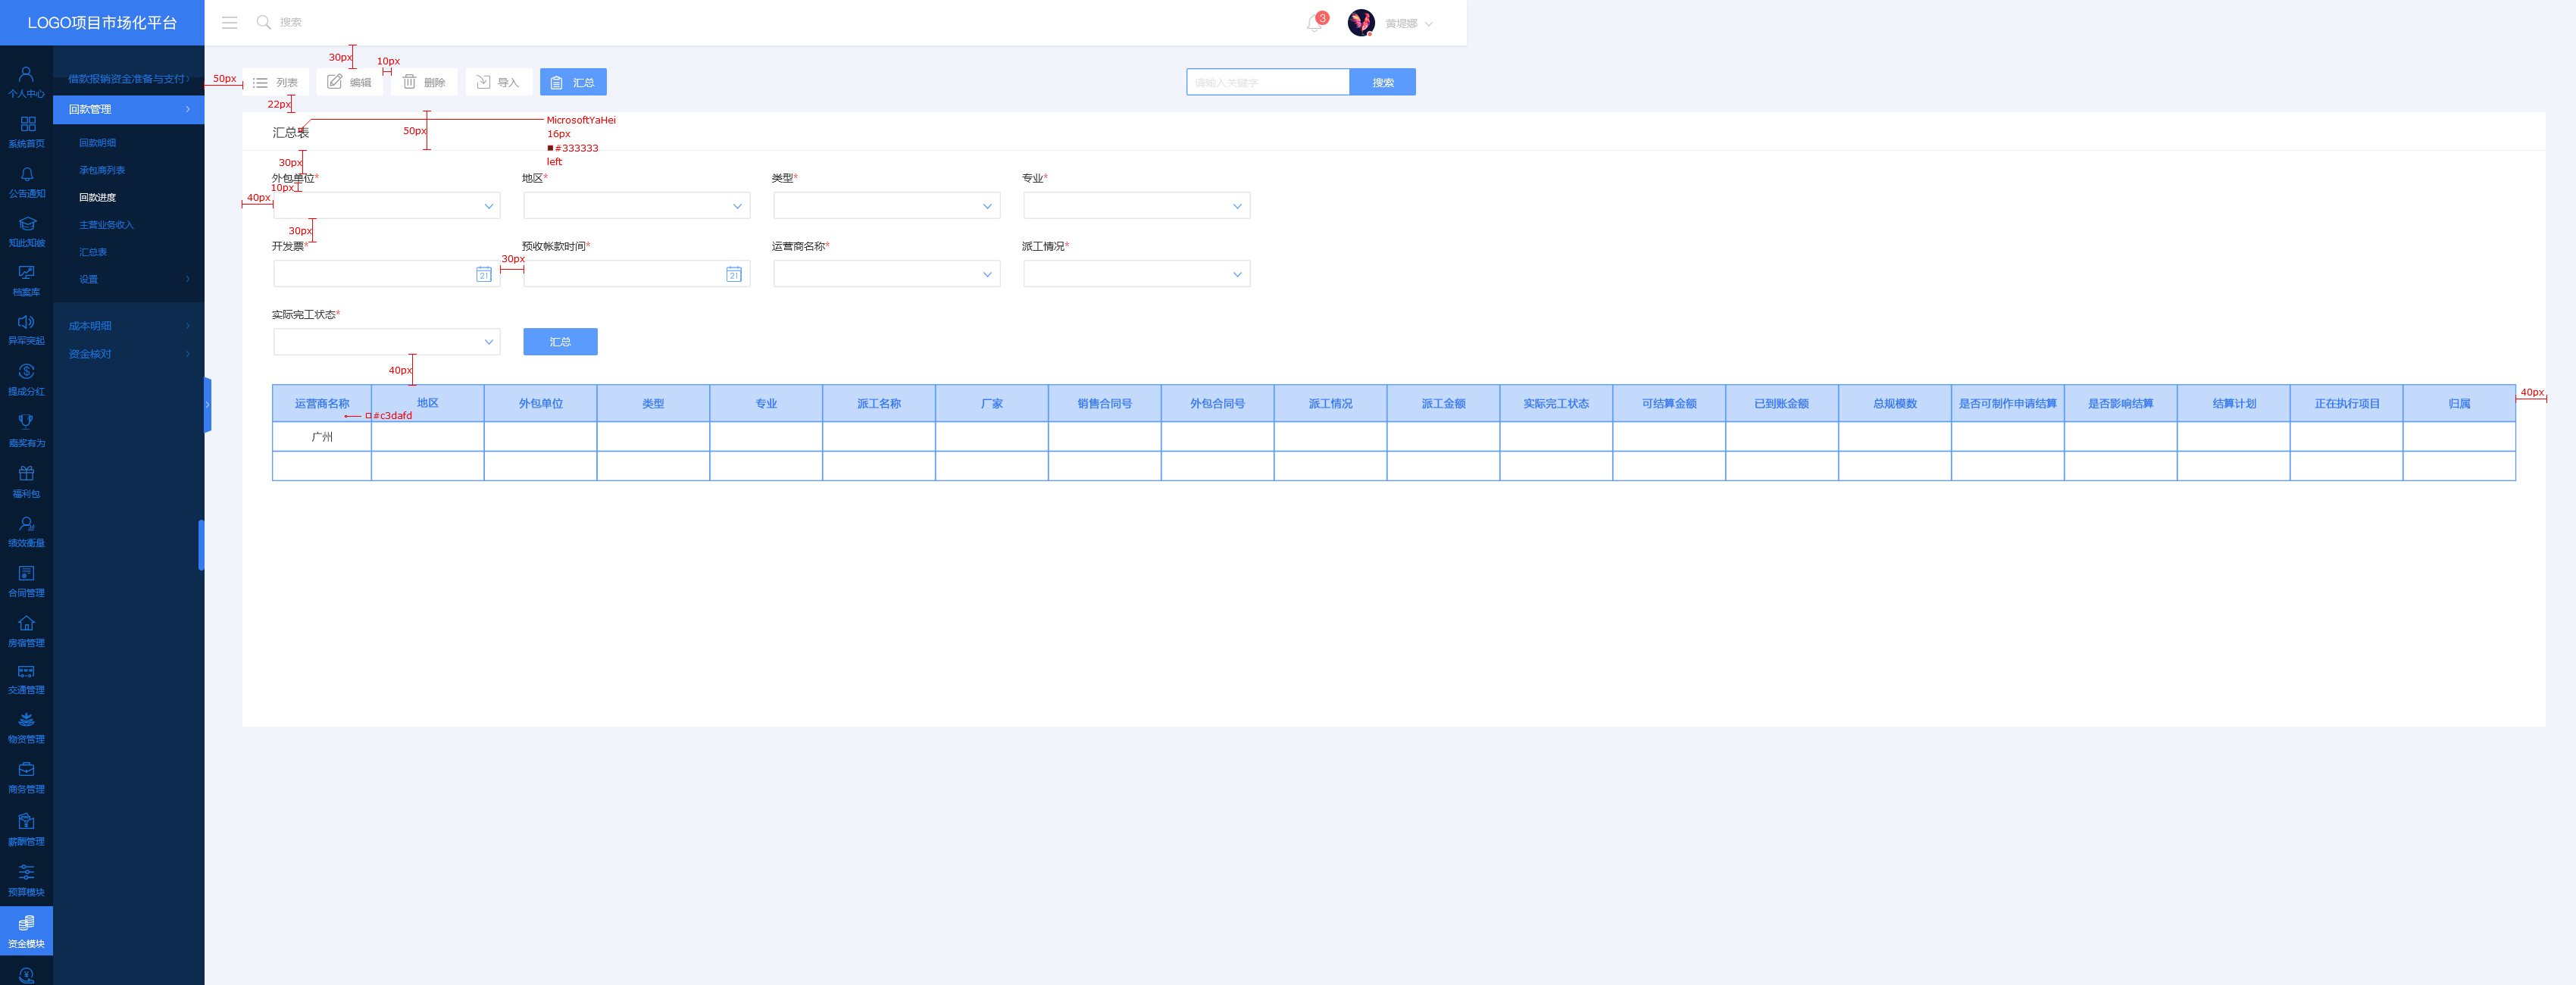 LOGO项目市场化平台
搜索
3
黄堤娜
个人中心
系统首页
公告通知
知此知彼
档案库
异军突起
提成分红
嘉奖有为
福利包
绩效衡量
合同管理
房宿管理
交通管理
物资管理
商务管理
薪酬管理
预算模块
资金模块
借款报销资金准备与支付
回款管理
回款明细
承包商列表
回款进度
主营业务收入
汇总表
设置
成本明细
资金核对
30px
10px
50px
列表
编辑
删除
导入
汇总
请输入关键字
搜索
22px
50px
MicrosoftYaHei
16px
#333333
left
汇总表
30px
外包单位*
地区*
类型*
专业*
10px
40px
30px
开发票*
预收帐款时间*
运营商名称*
派工情况*
21
30px
21
实际完工状态*
汇总
40px
运营商名称 地区 外包单位 类型 专业 派工名称 厂家 销售合同号 外包合同号 派工情况 派工金额 实际完工状态 可结算金额 已到账金额 总规模数 是否可制作申请结算 是否影响结算 结算计划 正在执行项目 归属
40px
#c3dafd
广州